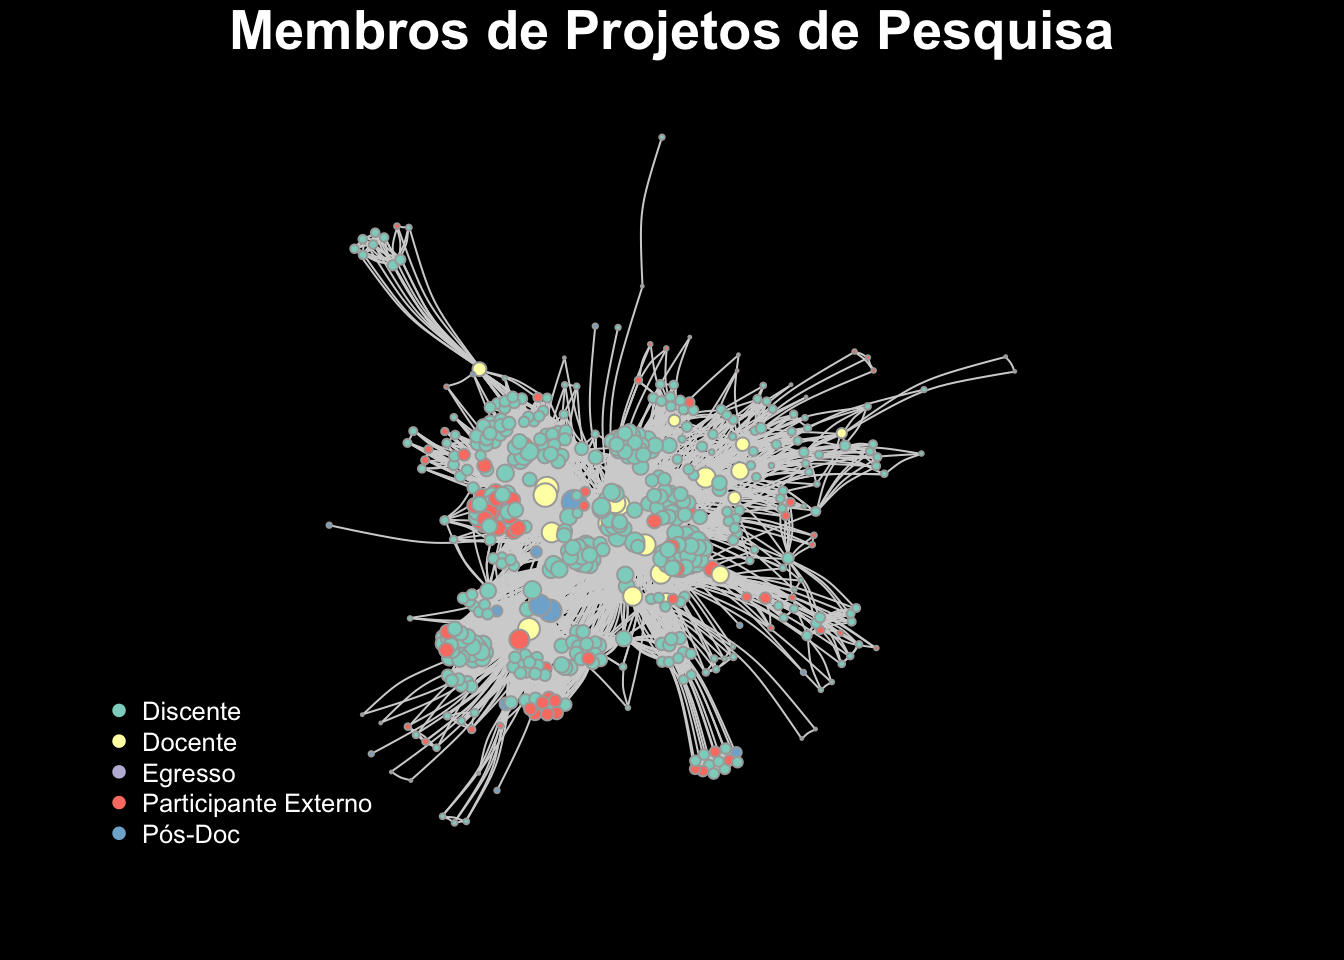 Membros de Projetos de Pesquisa
Discente
Docente
Egresso
Participante Externo
Pós-Doc